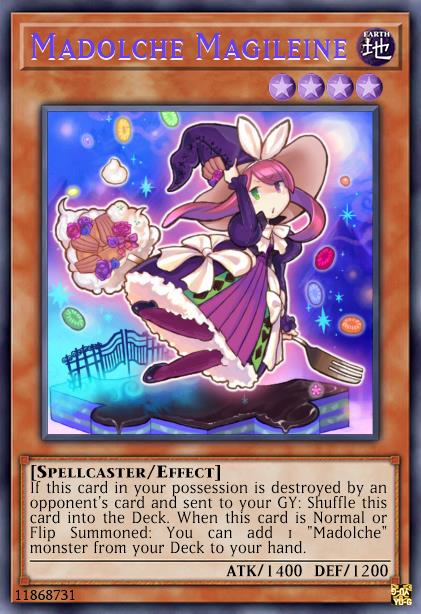 MADOLCHE MAGILEINE
EARTH
地
[SPELLCASTER/EFFECT]
If this card in your possession is destroyed by an
opponent's card and sent to your GY: Shuffle this
card into the Deck. When this card is Normal or
Flip Summoned: You can add 1 "Madolche"
monster from your Deck to your hand.
ATK/1400 DEF/1200
11868731